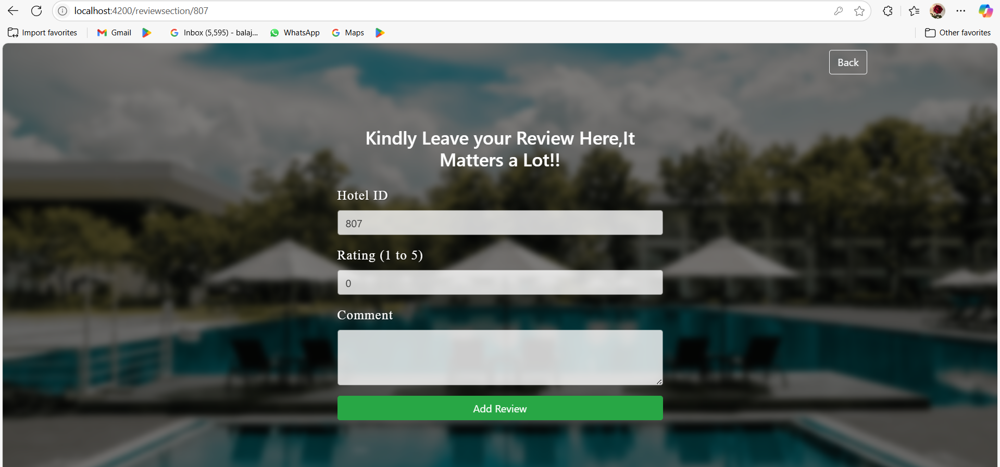 localhost:4200/reviewsection/807
Import favorites
Gmail
Inbox (5,595) - balaj...
WhatsApp
Maps
Other favorites
Back
Kindly Leave your Review Here,It
Matters a Lot!!
Hotel ID
807
Rating (1 to 5)
0
Comment
Add Review